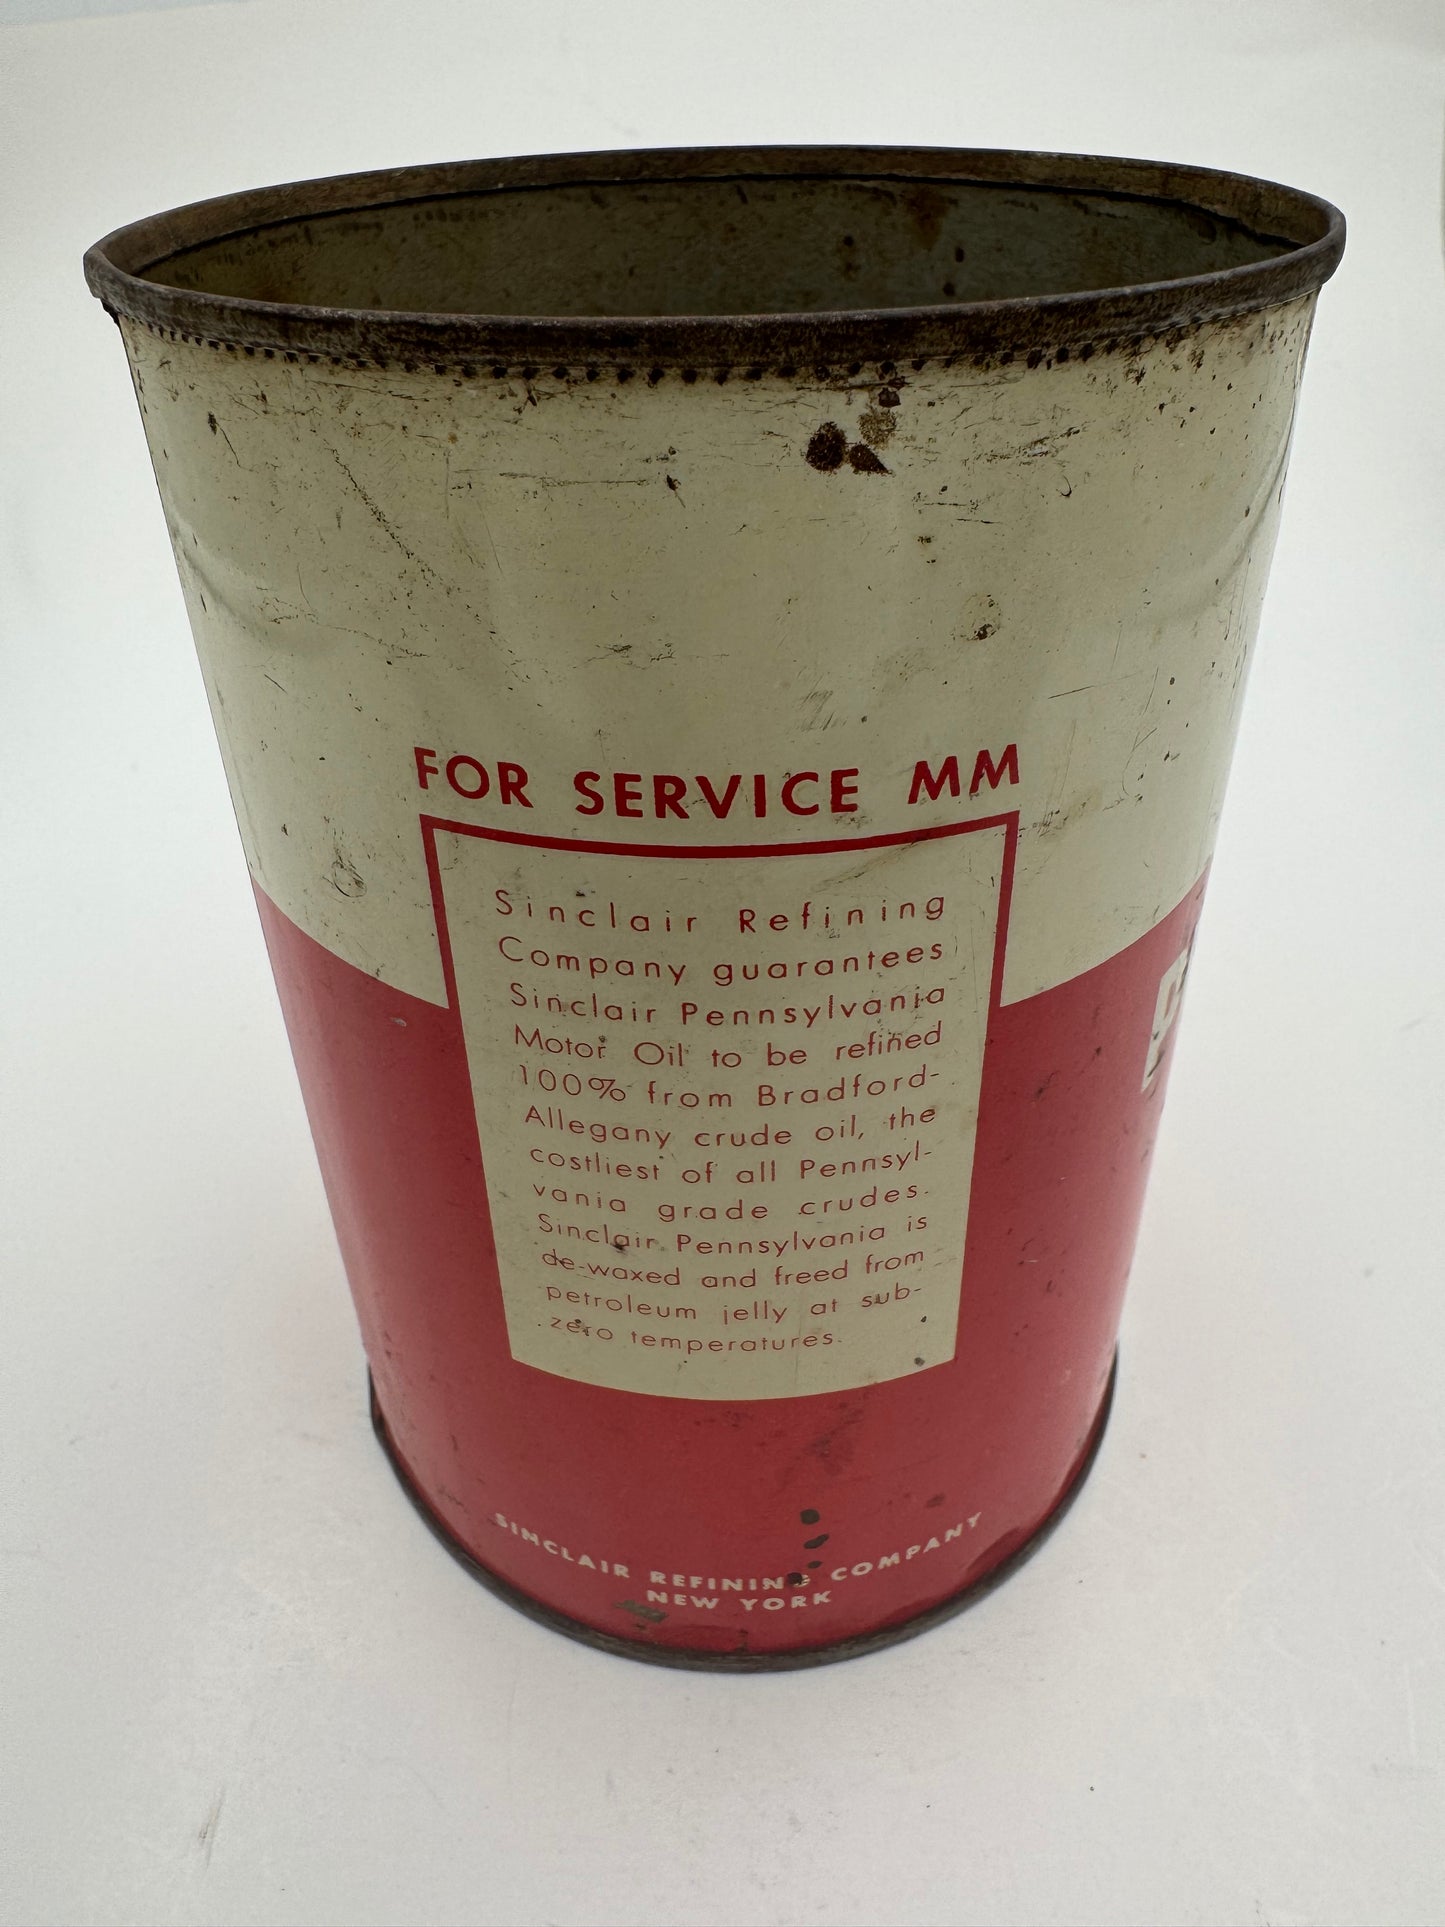 FOR SERVICE MM
Sinclair Refining
Company guarantees
Sinclair Pennsylvania
Motor Oil to be refined
100% from Bradford-
Allegany crude oil, the
costliest of all Pennsyl-
vania grade crudes.
Sinclair Pennsylvania is
de-waxed and freed from
petroleum jelly at sub-
zero temperatures.
SINCLAIR REFINING COMPANY
NEW YORK